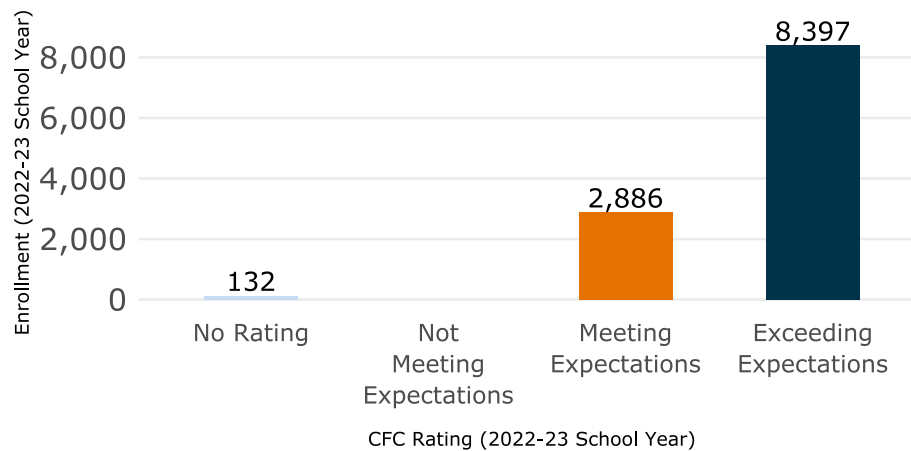 Enrollment (2022-23 School Year)
8,000
6,000
4,000
2,000
0
132
2,886
8,397
No Rating
Not
Meeting
Expectations
Meeting
Expectations
Exceeding
Expectations
CFC Rating (2022-23 School Year)